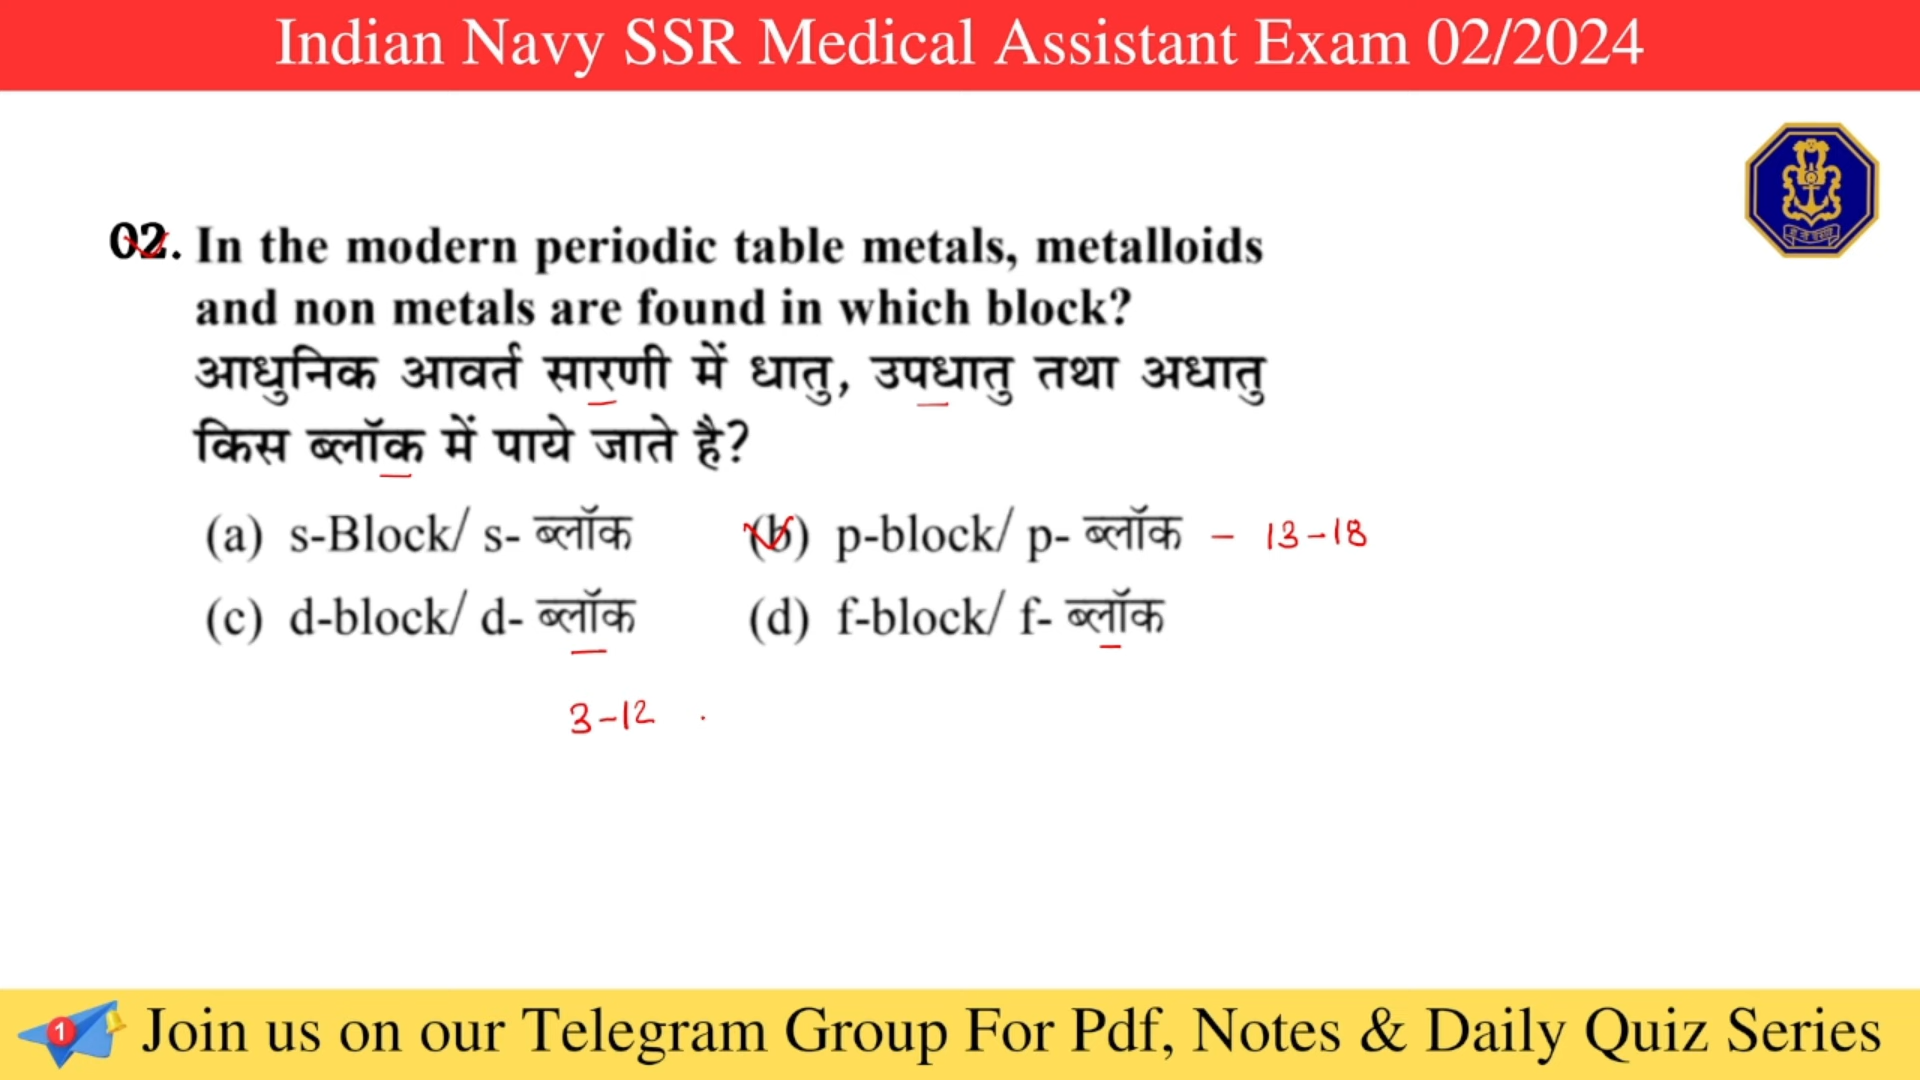 Indian Navy SSR Medical Assistant Exam 02/2024
02. In the modern periodic table metals, metalloids
and non metals are found in which block?
आधुनिक आवर्त सारणी में धातु, उपधातु तथा अधातु
किस ब्लॉक में पाये जाते है?
(a) s-Block/ s- ब्लॉक (b) p-block/ p- ब्लॉक - 13-18
(c) d-block/ d- ब्लॉक (d) f-block/ f- ब्लॉक
3-12
1
Join us on our Telegram Group For Pdf, Notes & Daily Quiz Series